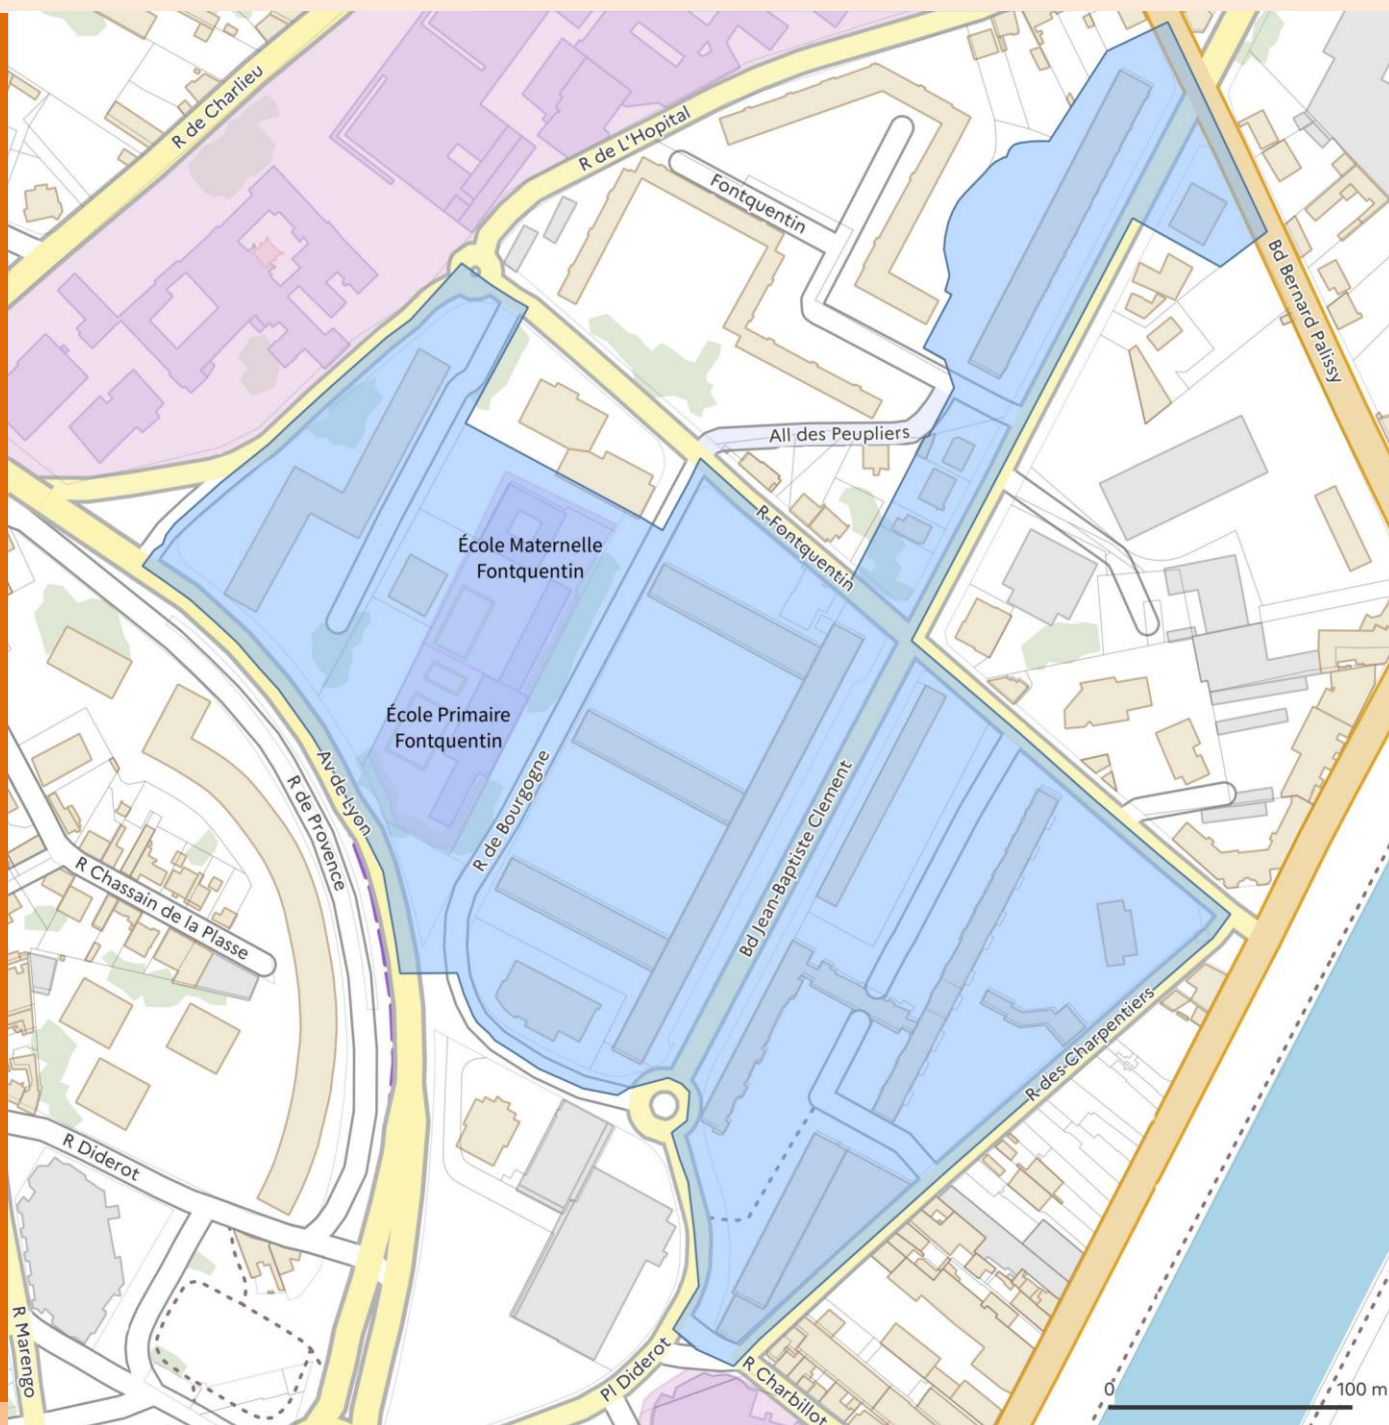 R de Charlieu
R de L'Hopital
Fontquentin
Bd Bernard Palissy
All des Peupliers
R Fontquentin
École Maternelle
Fontquentin
École Primaire
Fontquentin
Av de Lyon
R de Provence
R de Bourgogne
Bd Jean-Baptiste Clement
R Chassain de la Plasse
R des Charpentiers
R Diderot
R Marengo
Pl Diderot
R Charbillot
0
100 m